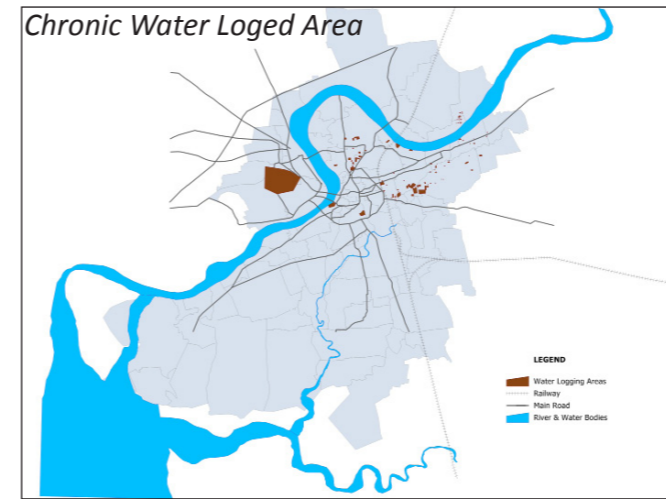 Chronic Water Loged Area
LEGEND
Water Logging Areas
Railway
Main Road
River & Water Bodies